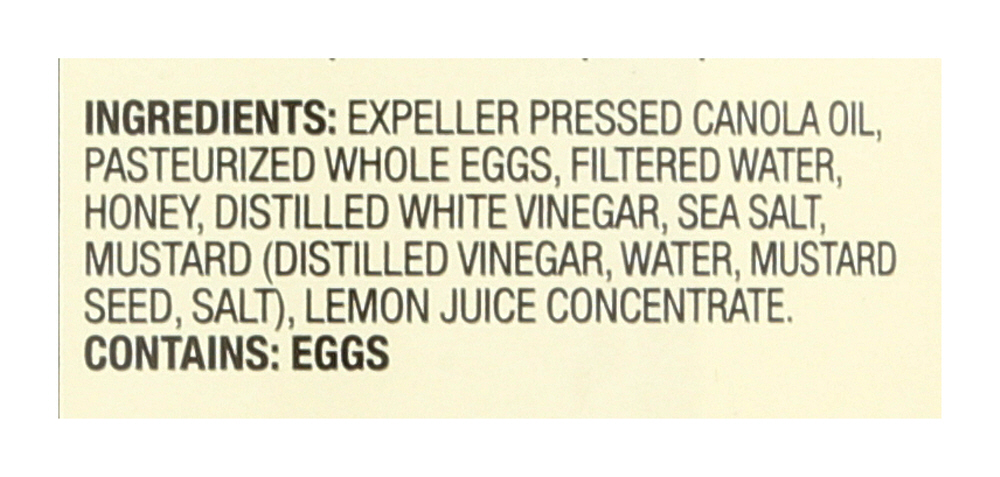 INGREDIENTS: EXPELLER PRESSED CANOLA OIL,
PASTEURIZED WHOLE EGGS, FILTERED WATER,
HONEY, DISTILLED WHITE VINEGAR, SEA SALT,
MUSTARD (DISTILLED VINEGAR, WATER, MUSTARD
SEED, SALT), LEMON JUICE CONCENTRATE.
CONTAINS: EGGS